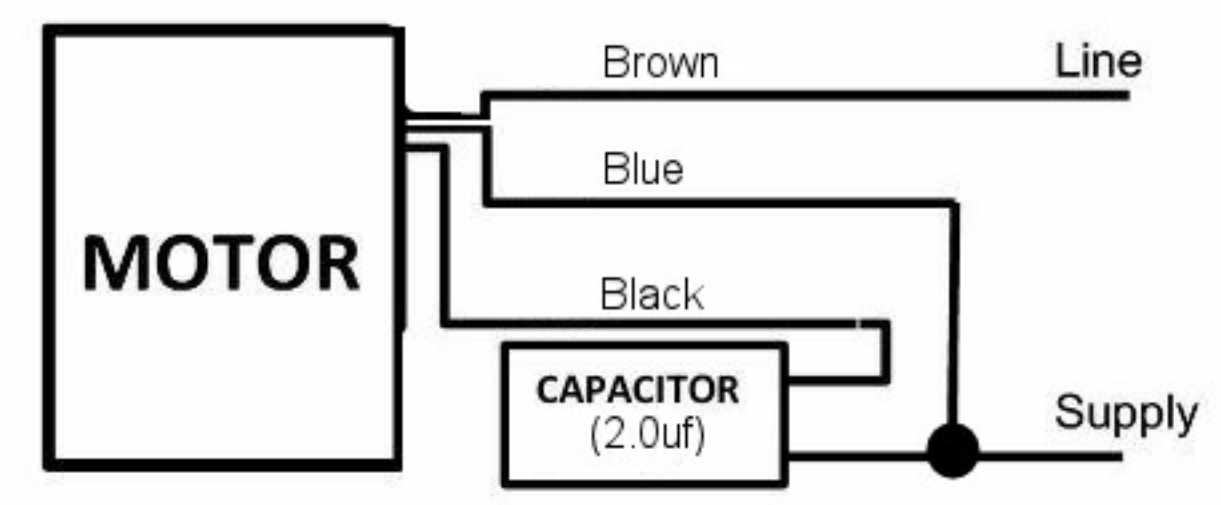 Brown
Line
Blue
MOTOR
Black
CAPACITOR
(2.0uf)
Supply